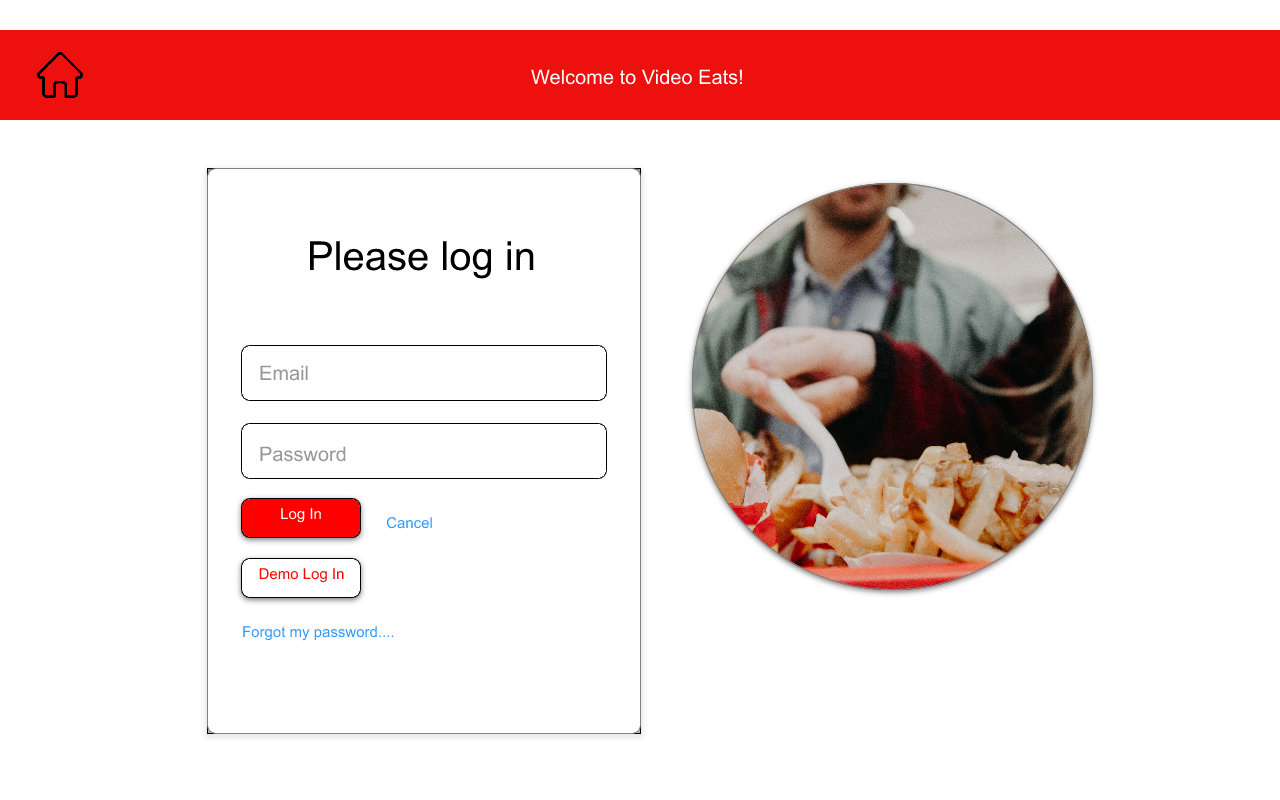 Welcome to Video Eats!
Please log in
Email
Password
Log In
Cancel
Demo Log In
Forgot my password....